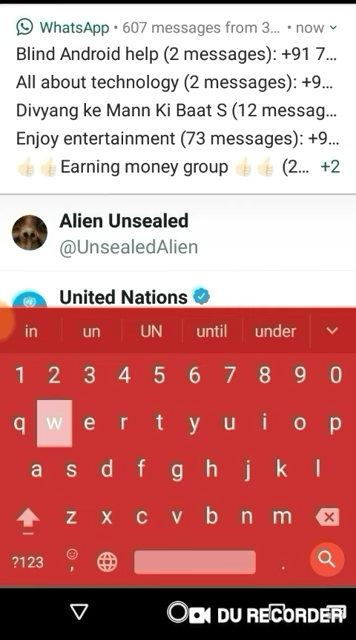 WhatsApp • 607 messages from 3... • now
Blind Android help (2 messages): +91 7...
All about technology (2 messages): +9...
Divyang ke Mann Ki Baat S (12 messag...
Enjoy entertainment (73 messages): +9...
👍🏻👍🏻Earning money group 👍🏻👍🏻 (2... +2
Alien Unsealed
@UnsealedAlien
United Nations
in un UN until under
1 2 3 4 5 6 7 8 9 0
q w e r t y u i o p
a s d f g h j k l
z x c v b n m
?123 , .
DU RECORDER